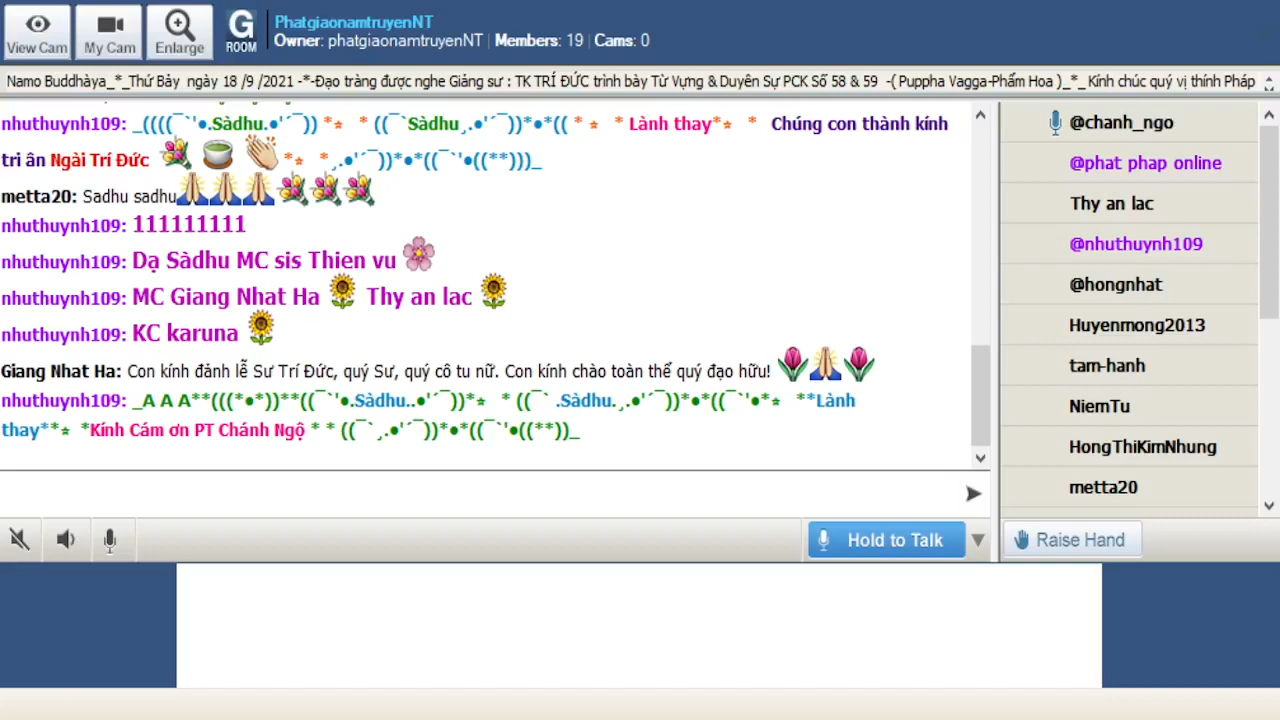 View Cam
My Cam
Enlarge
G
ROOM
PhatgiaonamtruyenNT
Owner: phatgiaonamtruyenNT | Members: 19 | Cams: 0
Namo Buddhàya_*_Thứ Bảy ngày 18 /9 /2021 -*-Đạo tràng được nghe Giảng sư : TK TRÍ ĐỨC trình bày Từ Vựng & Duyên Sự PCK Số 58 & 59 -( Puppha Vagga-Phẩm Hoa )_*_ Kính chúc quý vị thính Pháp
nhuthuynh109: _((((¯`'●.Sàdhu.●'´¯)) *⭒ * ((¯`Sàdhu¸.●'´¯))*●*(( * ⭒ * Lành thay*⭒ * Chúng con thành kính
tri ân Ngài Trí Đức *⭒ *¸.●'´¯))*●*((¯`'●((**)))_
metta20: Sadhu sadhu
nhuthuynh109: 111111111
nhuthuynh109: Dạ Sàdhu MC sis Thien vu
nhuthuynh109: MC Giang Nhat Ha Thy an lac
nhuthuynh109: KC karuna
Giang Nhat Ha: Con kính đảnh lễ Sư Trí Đức, quý Sư, quý cô tu nữ. Con kính chào toàn thể quý đạo hữu!
nhuthuynh109: _A A A**(((*●*))**((¯`'●.Sàdhu..●'´¯))*⭒ * ((¯` .Sàdhu.¸.●'´¯))*●*((¯`'●*⭒ **Lành
thay**⭒ *Kính Cám ơn PT Chánh Ngộ * * ((¯`¸.●'´¯))*●*((¯`'●((**))_
@chanh_ngo
@phat phap online
Thy an lac
@nhuthuynh109
@hongnhat
Huyenmong2013
tam-hanh
NiemTu
HongThiKimNhung
metta20
Hold to Talk
Raise Hand